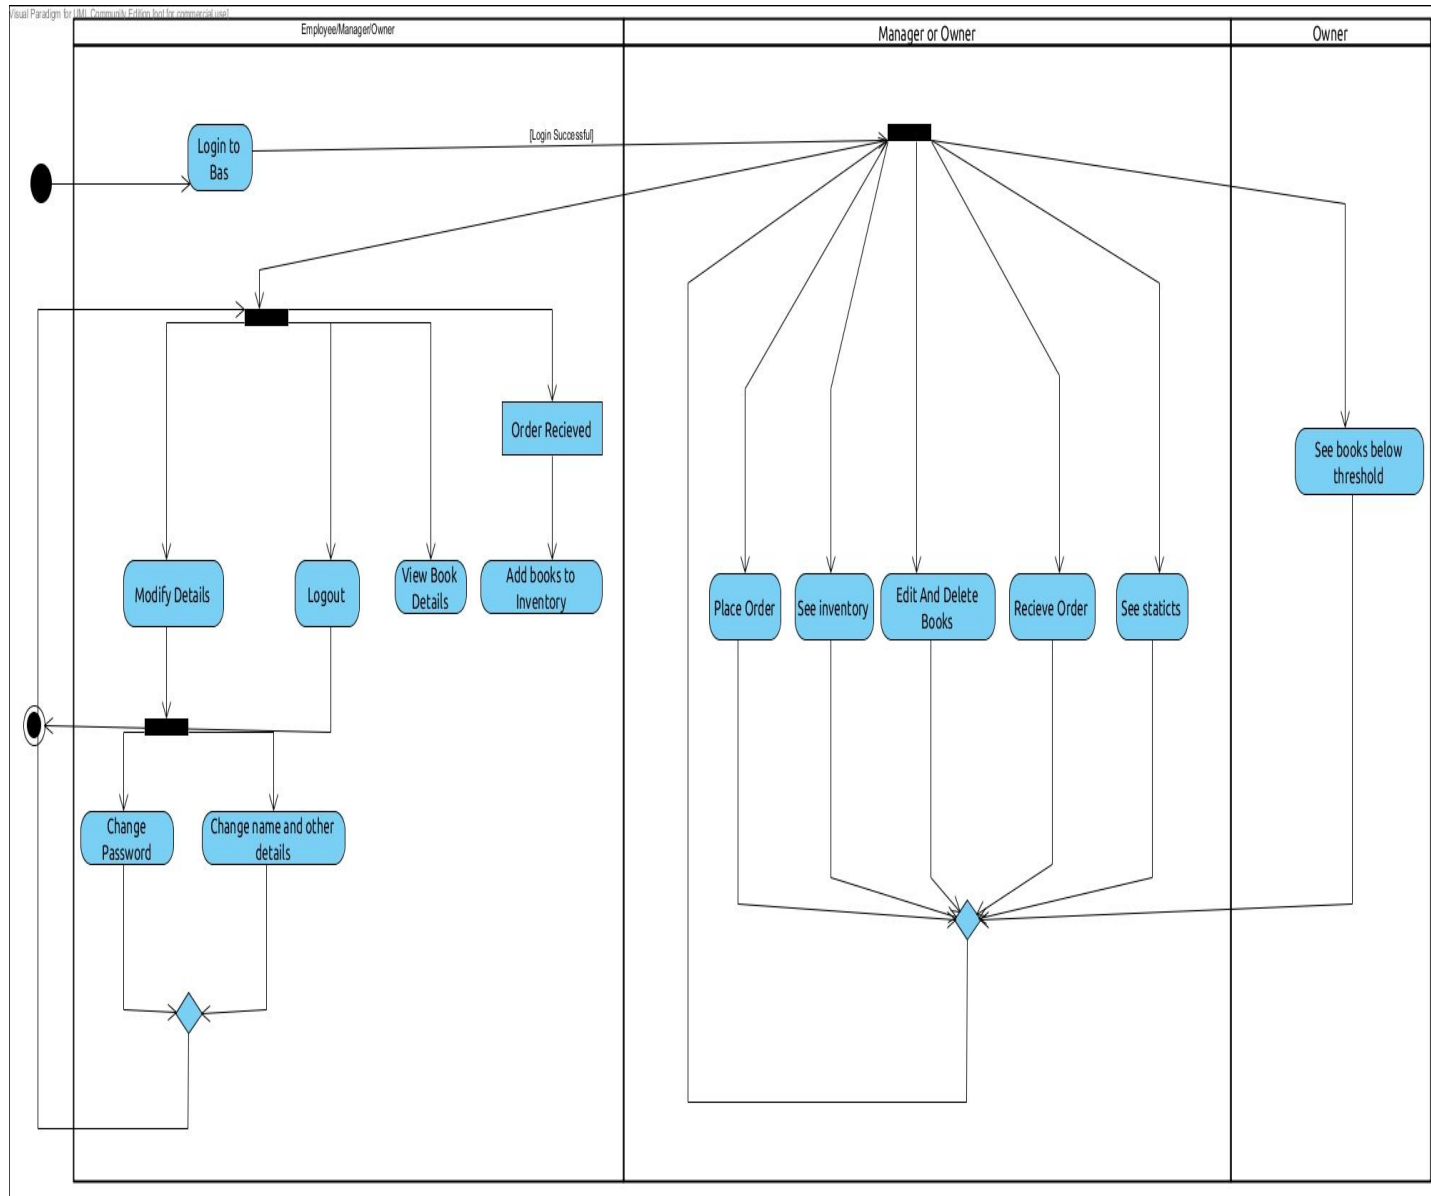 Visual Paradigm for UML Community Edition [not for commercial use]
Employee/Manager/Owner
Manager or Owner
Owner
Login to
Bas
[Login Successful]
Order Recieved
See books below
threshold
Modify Details
Logout
View Book
Details
Add books to
Inventory
Place Order
See inventory
Edit And Delete
Books
Recieve Order
See staticts
Change
Password
Change name and other
details